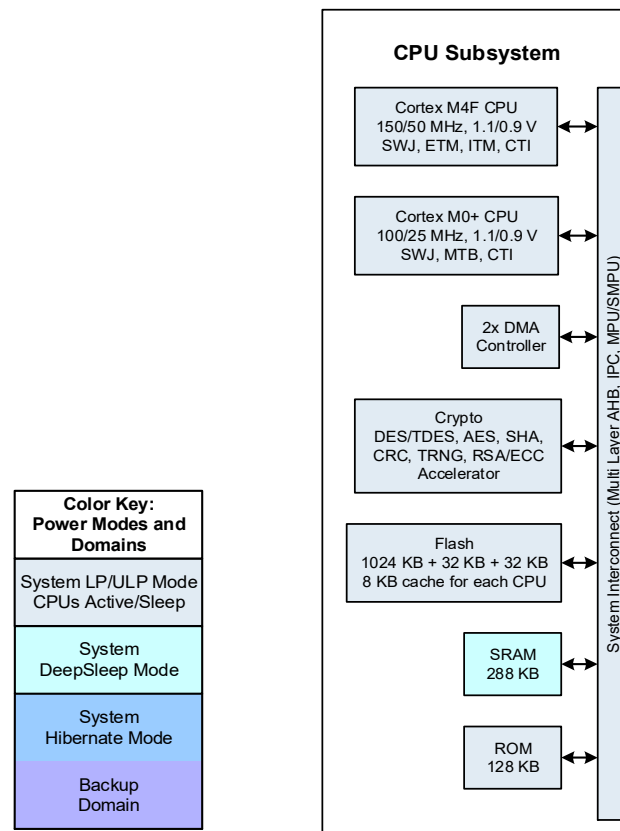 CPU Subsystem
Cortex M4F CPU
150/50 MHz, 1.1/0.9 V
SWJ, ETM, ITM, CTI
Cortex M0+ CPU
100/25 MHz, 1.1/0.9 V
SWJ, MTB, CTI
2x DMA
Controller
Crypto
DES/TDES, AES, SHA,
CRC, TRNG, RSA/ECC
Accelerator
Flash
1024 KB + 32 KB + 32 KB
8 KB cache for each CPU
SRAM
288 KB
ROM
128 KB
System Interconnect (Multi Layer AHB, IPC, MPU/SMPU)
Color Key:
Power Modes and
Domains
System LP/ULP Mode
CPUs Active/Sleep
System
DeepSleep Mode
System
Hibernate Mode
Backup
Domain